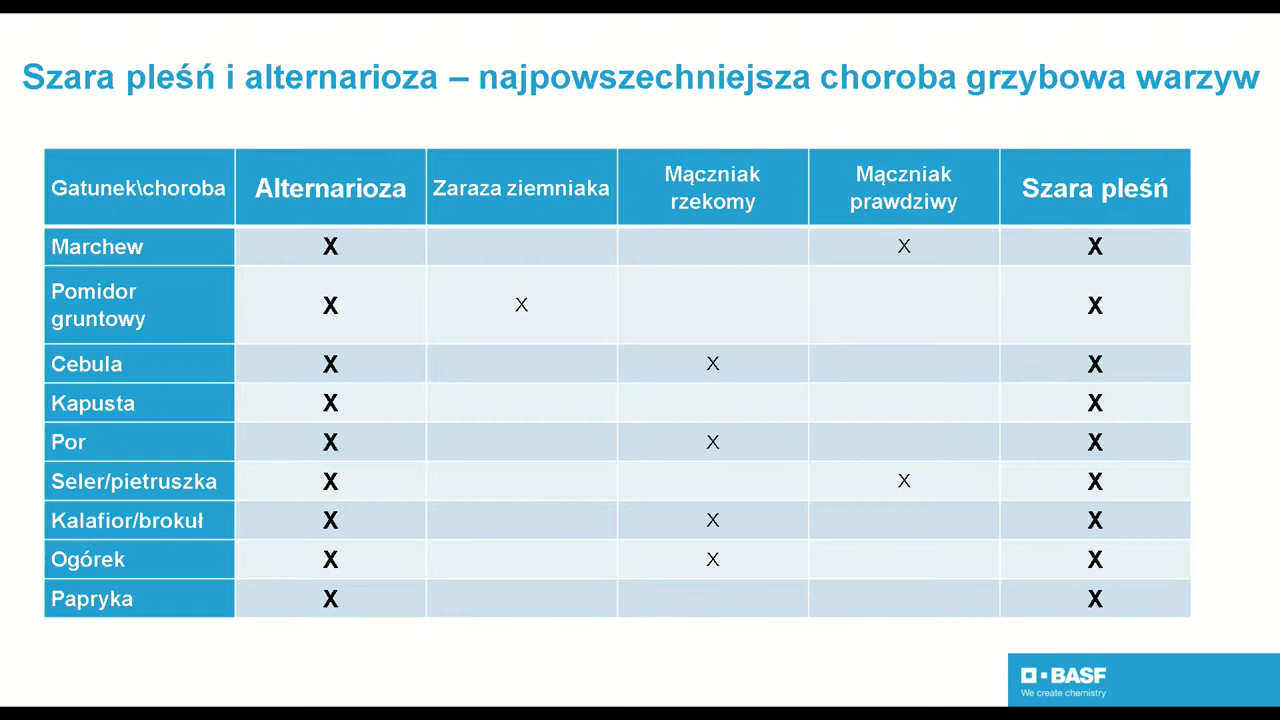 Szara pleśń i alternarioza – najpowszechniejsza choroba grzybowa warzyw
Gatunek\choroba Alternarioza Zaraza ziemniaka Mączniak rzekomy Mączniak prawdziwy Szara pleśń
Marchew X X X
Pomidor gruntowy X X X
Cebula X X X
Kapusta X X
Por X X X
Seler/pietruszka X X X
Kalafior/brokuł X X X
Ogórek X X X
Papryka X X
BASF
We create chemistry